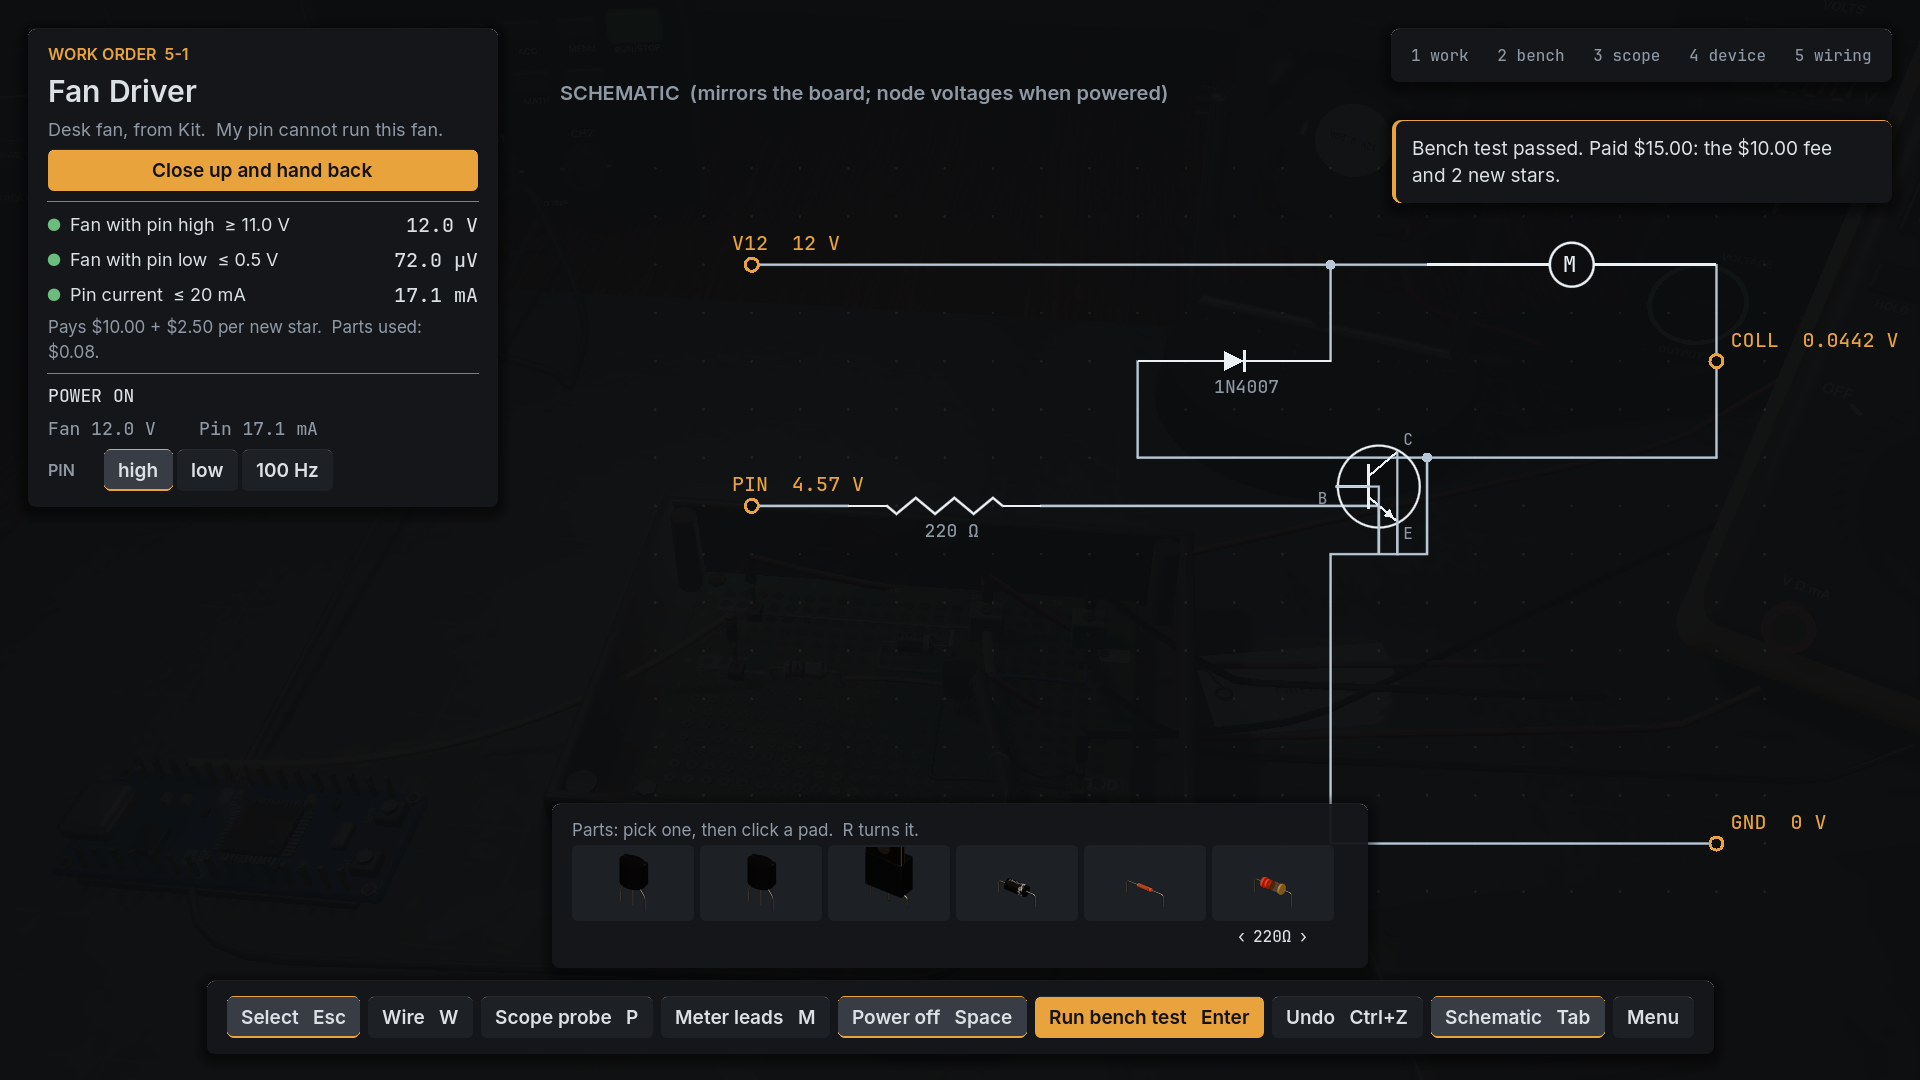 WORK ORDER 5-1
Fan Driver
Desk fan, from Kit. My pin cannot run this fan.
Close up and hand back
Fan with pin high ≥ 11.0 V 12.0 V
Fan with pin low ≤ 0.5 V 72.0 µV
Pin current ≤ 20 mA 17.1 mA
Pays $10.00 + $2.50 per new star. Parts used:
$0.08.
POWER ON
Fan 12.0 V Pin 17.1 mA
PIN high low 100 Hz
SCHEMATIC (mirrors the board; node voltages when powered)
1 work 2 bench 3 scope 4 device 5 wiring
Bench test passed. Paid $15.00: the $10.00 fee
and 2 new stars.
V12 12 V
M
COLL 0.0442 V
1N4007
C
PIN 4.57 V
B
220 Ω
E
GND 0 V
Parts: pick one, then click a pad. R turns it.
‹ 220Ω ›
Select Esc Wire W Scope probe P Meter leads M Power off Space Run bench test Enter Undo Ctrl+Z Schematic Tab Menu